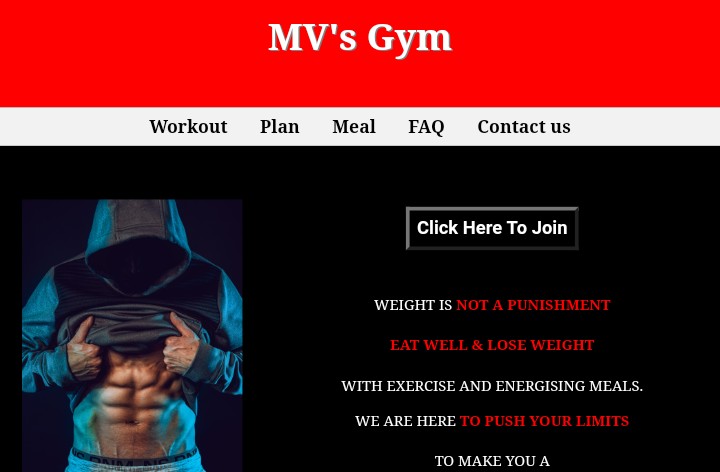 MV's Gym
Workout Plan Meal FAQ Contact us
Click Here To Join
WEIGHT IS NOT A PUNISHMENT
EAT WELL & LOSE WEIGHT
WITH EXERCISE AND ENERGISING MEALS.
WE ARE HERE TO PUSH YOUR LIMITS
TO MAKE YOU A